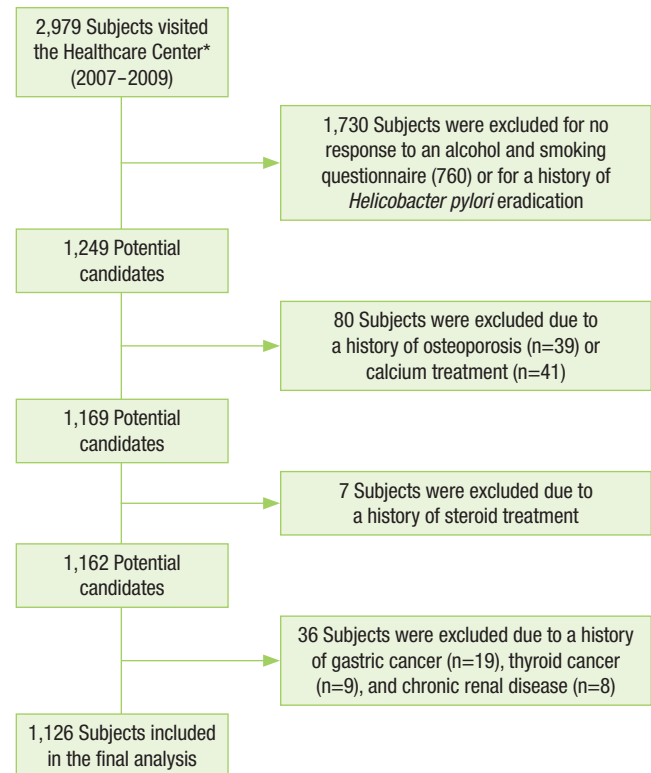 2,979 Subjects visited
the Healthcare Center*
(2007–2009)
1,730 Subjects were excluded for no
response to an alcohol and smoking
questionnaire (760) or for a history of
Helicobacter pylori eradication
1,249 Potential
candidates
80 Subjects were excluded due to
a history of osteoporosis (n=39) or
calcium treatment (n=41)
1,169 Potential
candidates
7 Subjects were excluded due to
a history of steroid treatment
1,162 Potential
candidates
36 Subjects were excluded due to a history
of gastric cancer (n=19), thyroid cancer
(n=9), and chronic renal disease (n=8)
1,126 Subjects included
in the final analysis